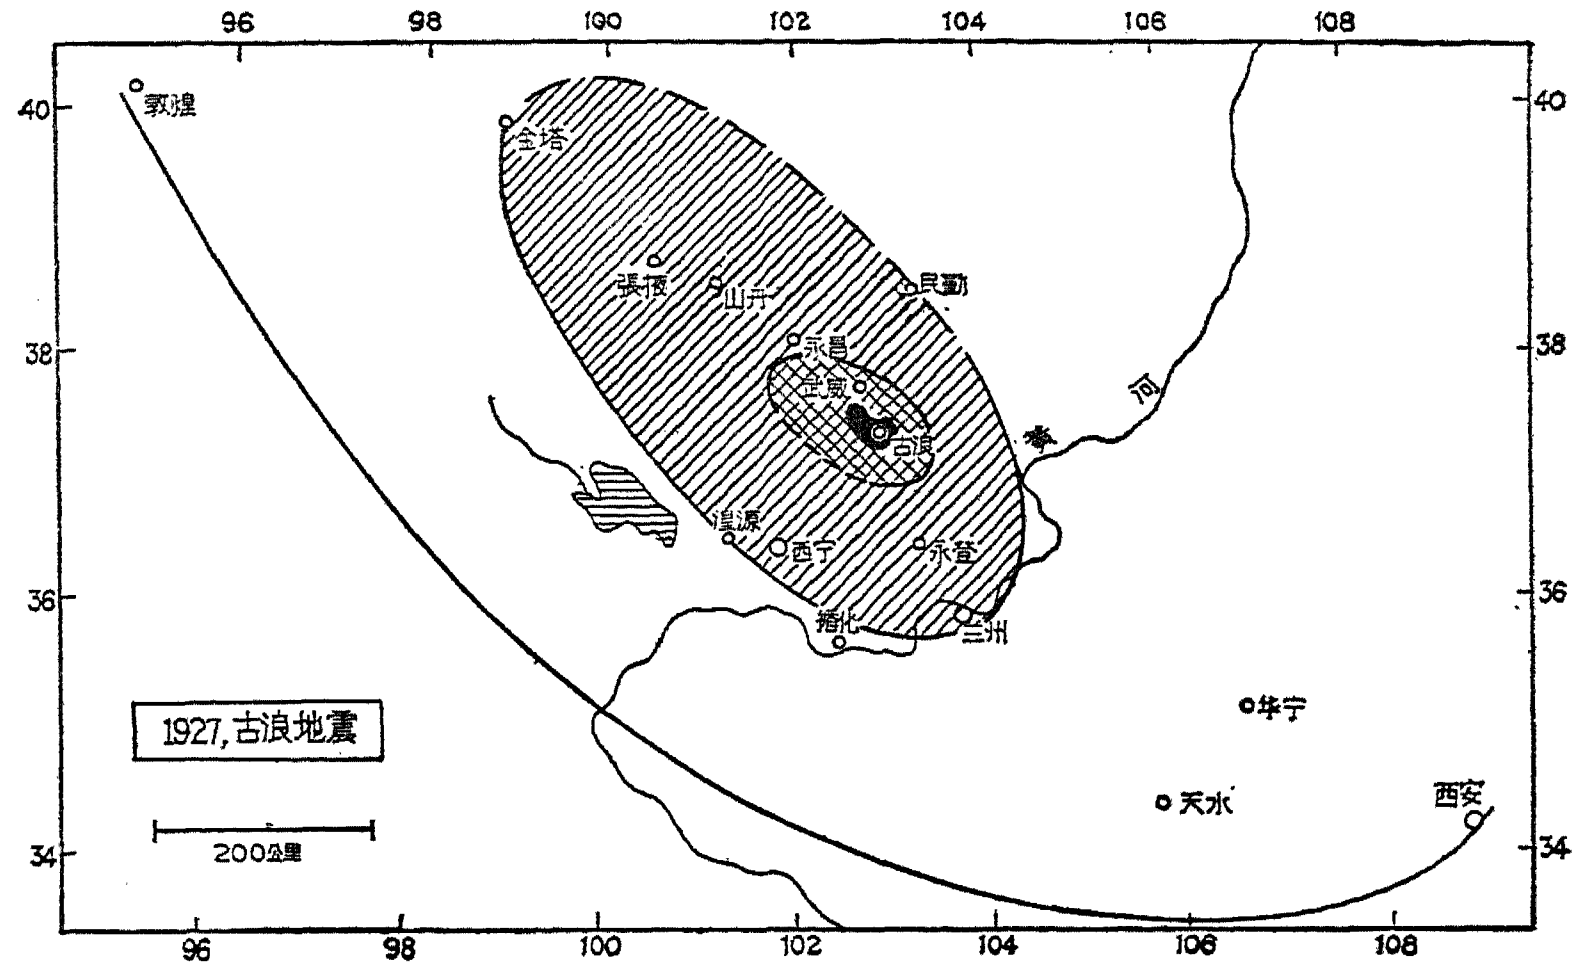 96 98 100 102 104 106 108
40 敦煌 40
金塔
張掖 山丹 民勤
38 永昌 38
武威 河
古浪 黄
湟源 西宁 永登
36 36
循化 兰州
华宁
1927,古浪地震
天水 西安
200公里
34 34
96 98 100 102 104 106 108